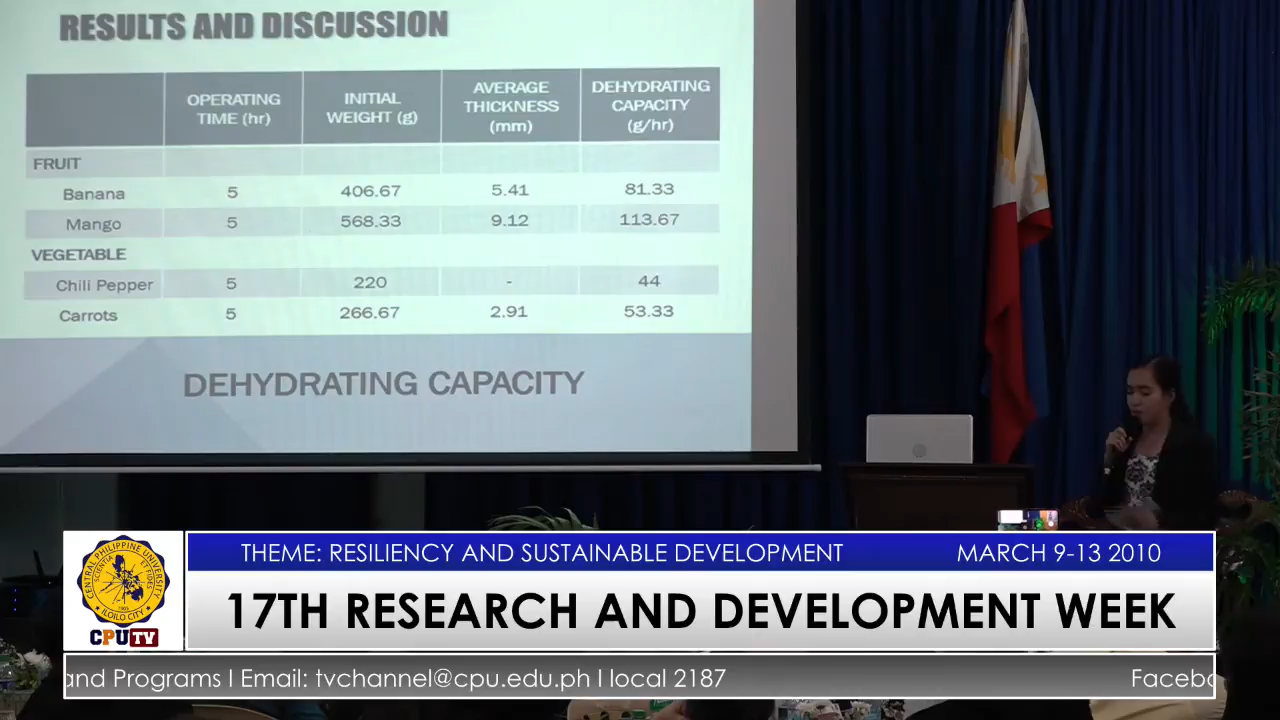 RESULTS AND DISCUSSION
OPERATING TIME (hr) INITIAL WEIGHT (g) AVERAGE THICKNESS (mm) DEHYDRATING CAPACITY (g/hr)
FRUIT
Banana 5 406.67 5.41 81.33
Mango 5 568.33 9.12 113.67
VEGETABLE
Chili Pepper 5 220 - 44
Carrots 5 266.67 2.91 53.33
DEHYDRATING CAPACITY
THEME: RESILIENCY AND SUSTAINABLE DEVELOPMENT MARCH 9-13 2010
17TH RESEARCH AND DEVELOPMENT WEEK
CENTRAL PHILIPPINE UNIVERSITY
SCIENTIA ET FIDES
1905
ILOILO CITY
CPUTV
and Programs l Email: tvchannel@cpu.edu.ph l local 2187 Facebo